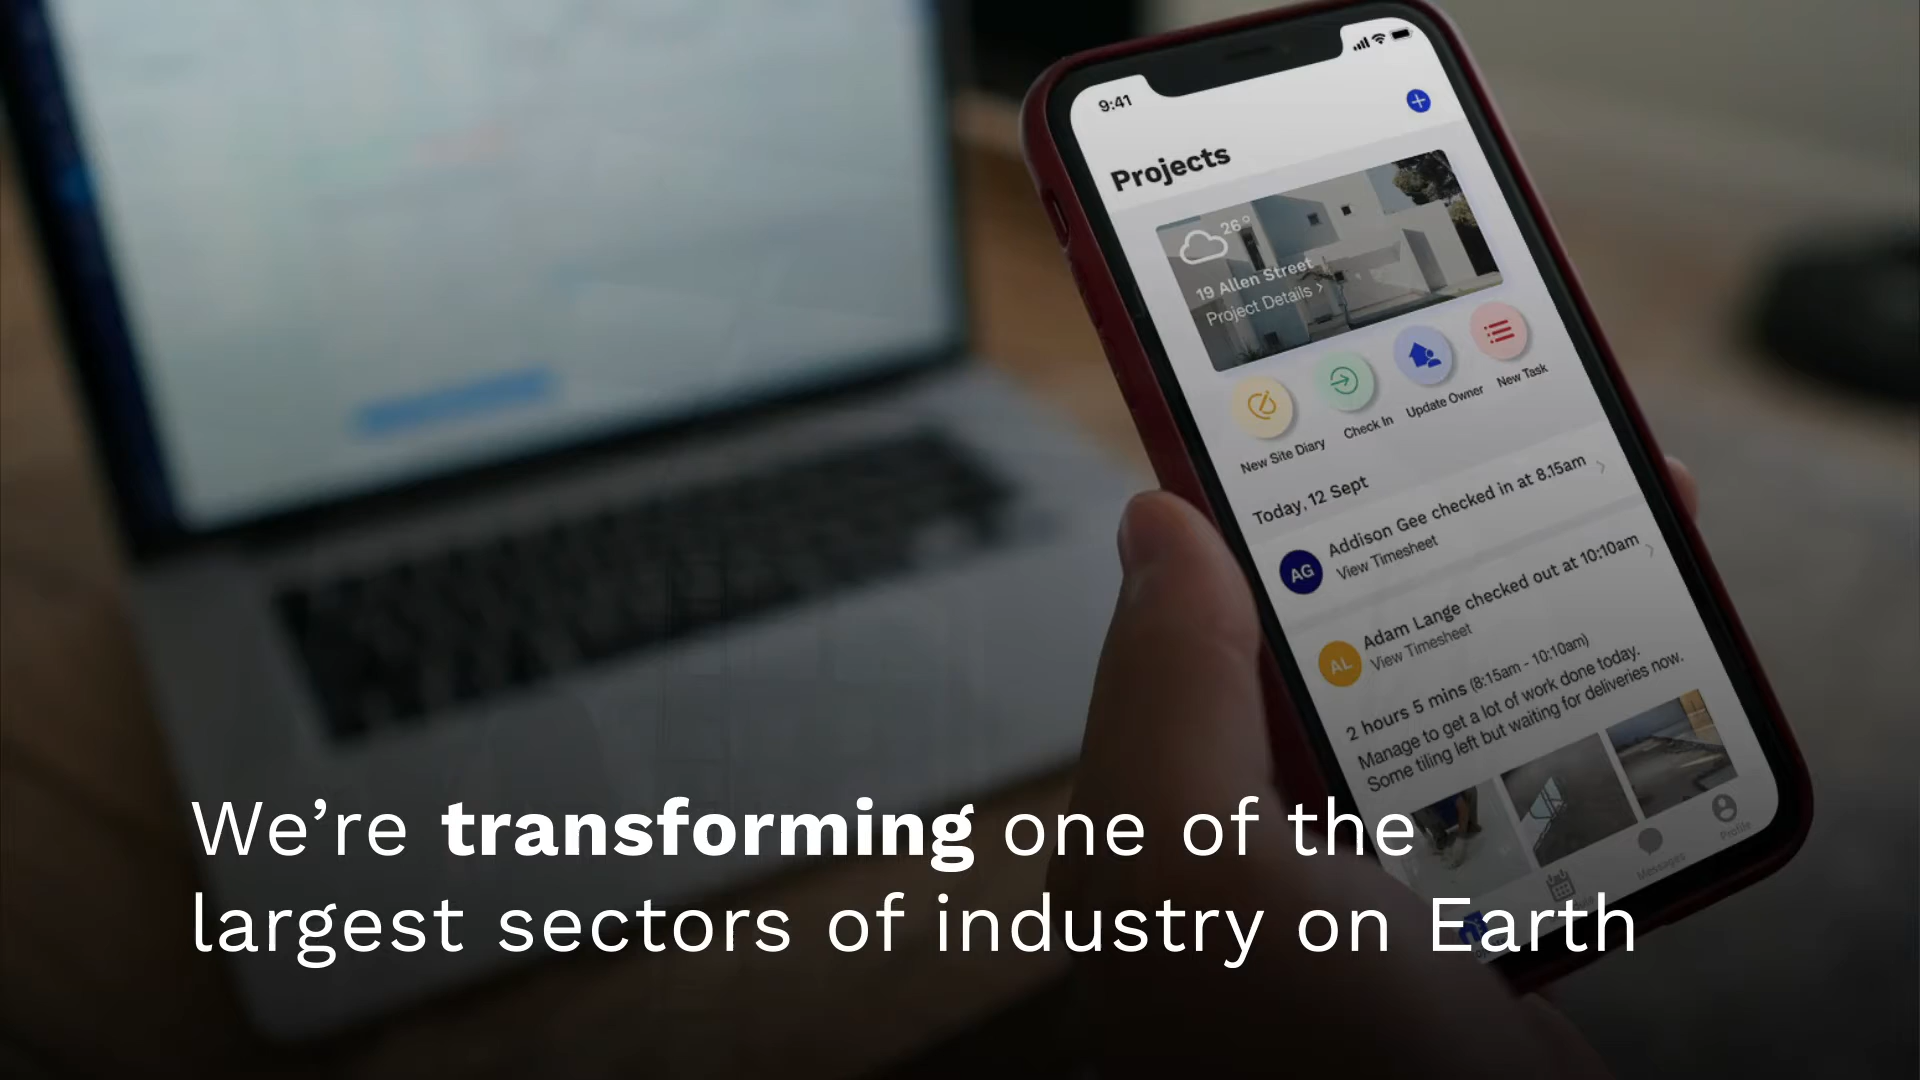 9:41
Projects
26°
19 Allen Street
Project Details ›
New Site Diary
Check In
Update Owner
New Task
Today, 12 Sept
AG
Addison Gee checked in at 8.15am
View Timesheet
AL
Adam Lange checked out at 10:10am
View Timesheet
2 hours 5 mins (8:15am - 10:10am)
Manage to get a lot of work done today.
Some tiling left but waiting for deliveries now.
Messages
Profile
We’re transforming one of the
largest sectors of industry on Earth